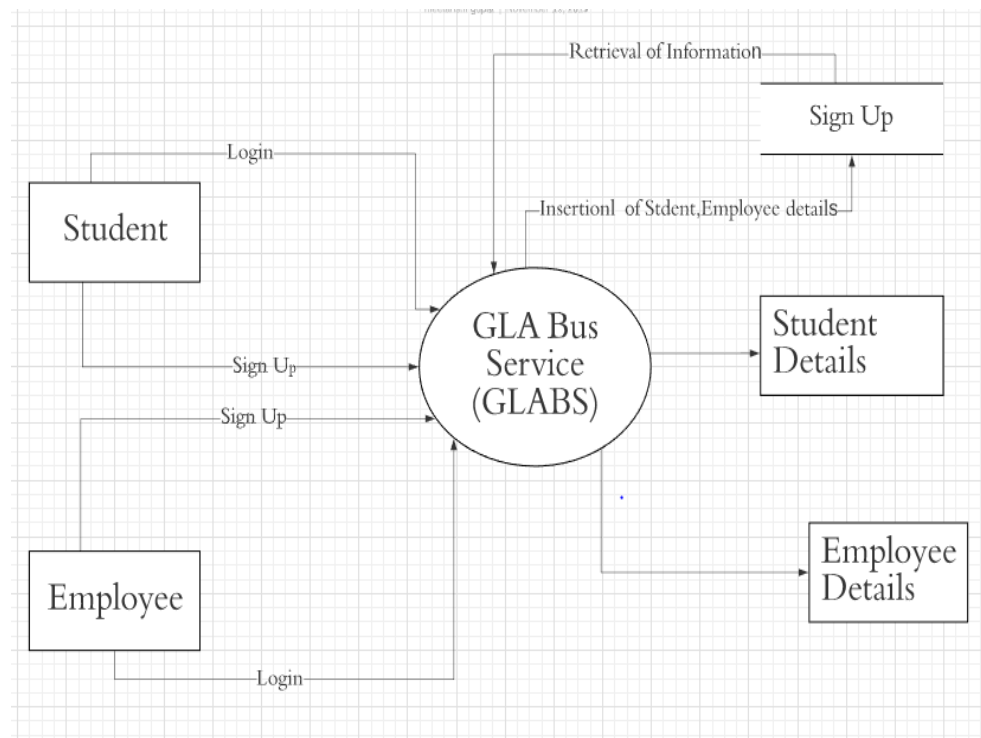 Retrieval of Information
Sign Up
Login
Student
Insertionl of Stdent,Employee details
GLA Bus
Service
(GLABS)
Student
Details
Sign Up
Sign Up
Employee
Details
Employee
Login